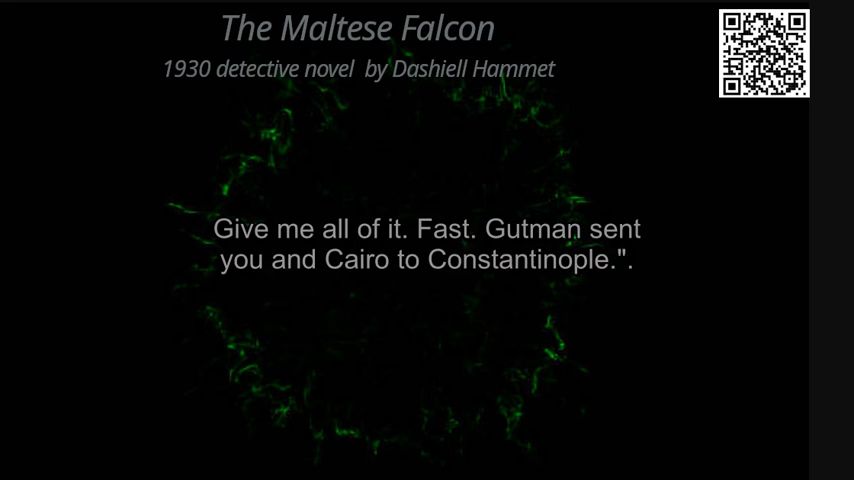 The Maltese Falcon
1930 detective novel  by Dashiell Hammet
Give me all of it. Fast. Gutman sent
you and Cairo to Constantinople.".